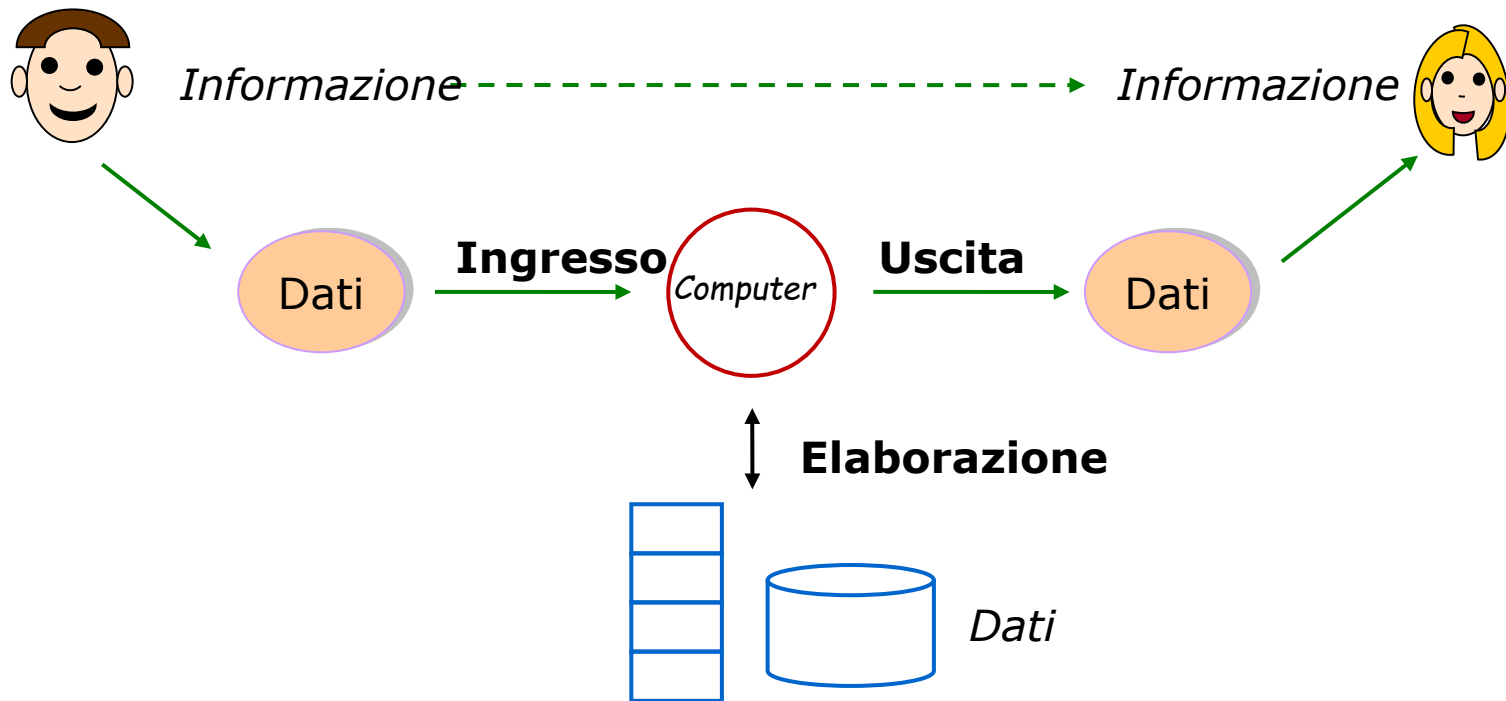 Informazione
Informazione
Ingresso
Uscita
Dati
Computer
Dati
Elaborazione
Dati